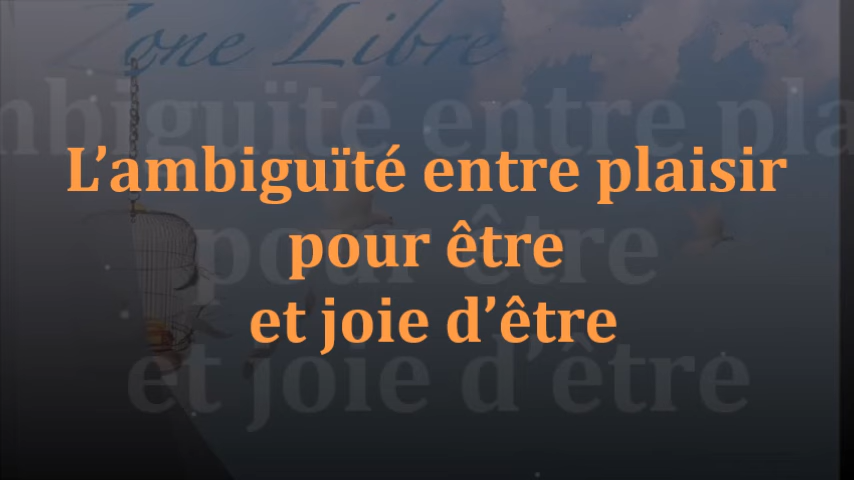 Zone Libre
L’ambiguïté entre plaisir
pour être
et joie d’être